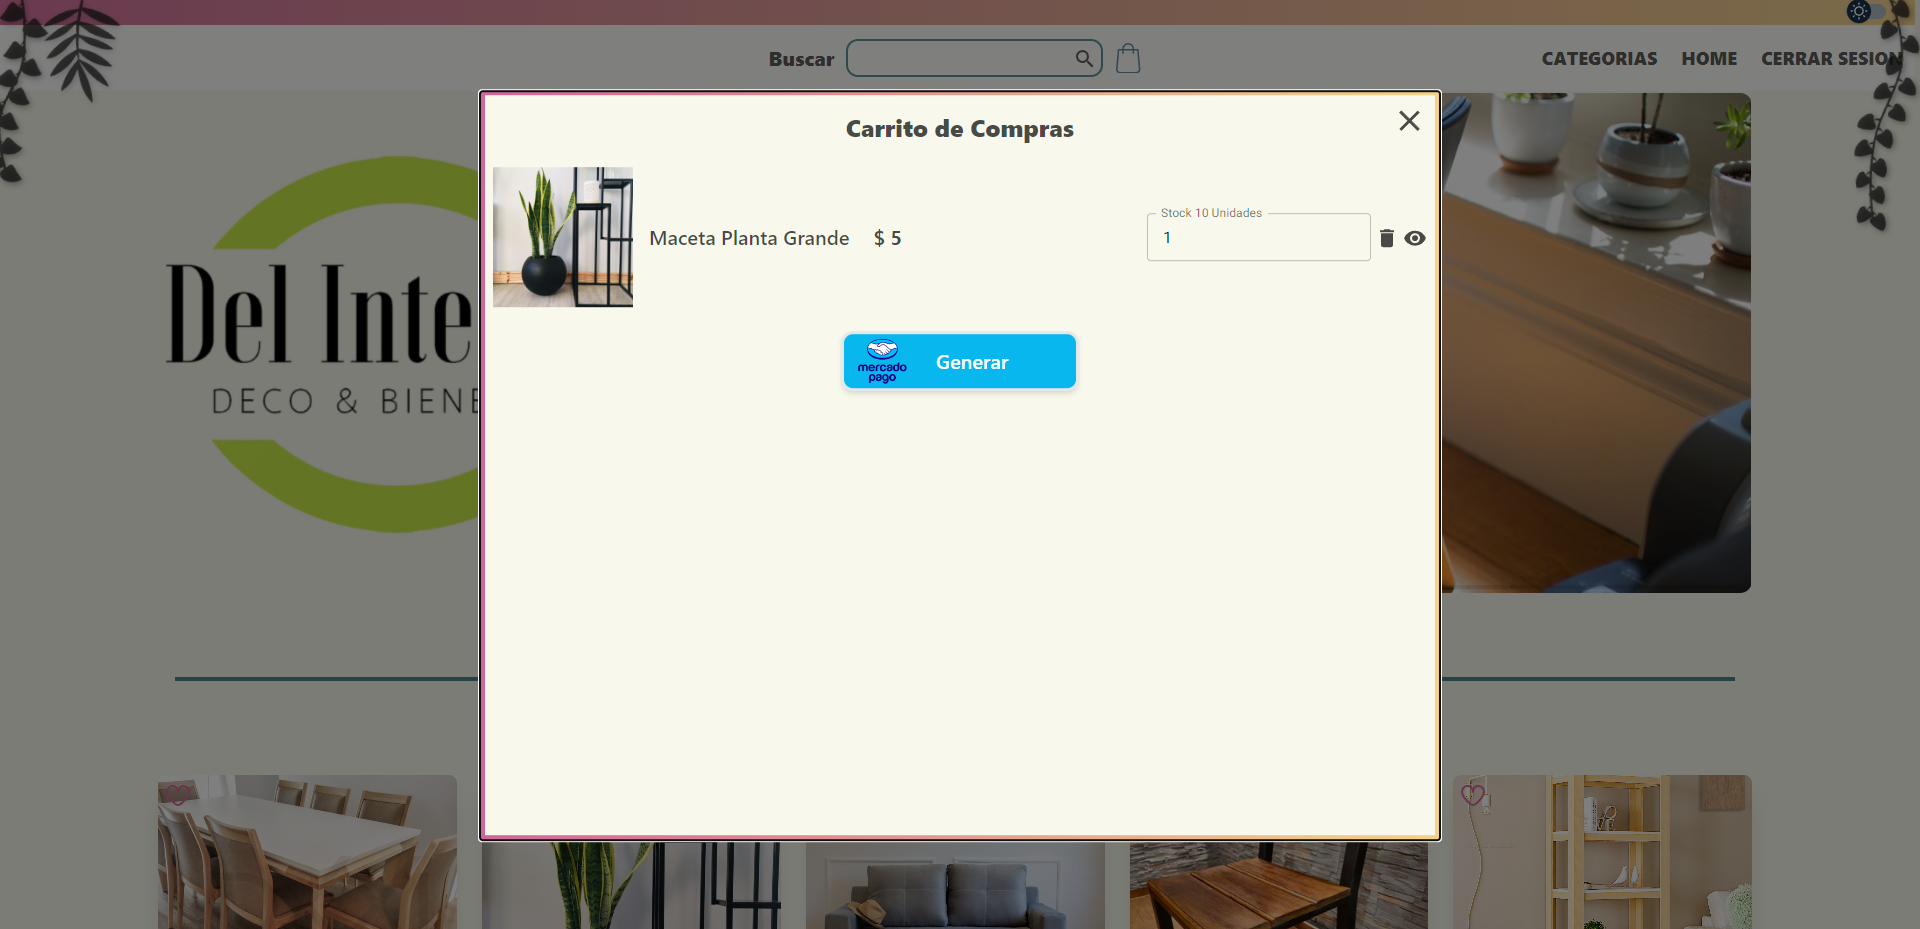 Buscar
CATEGORIAS HOME CERRAR SESION
Carrito de Compras
Stock 10 Unidades
Maceta Planta Grande $ 5 1
mercado
pago
Generar
Del Inte
DECO & BIENE